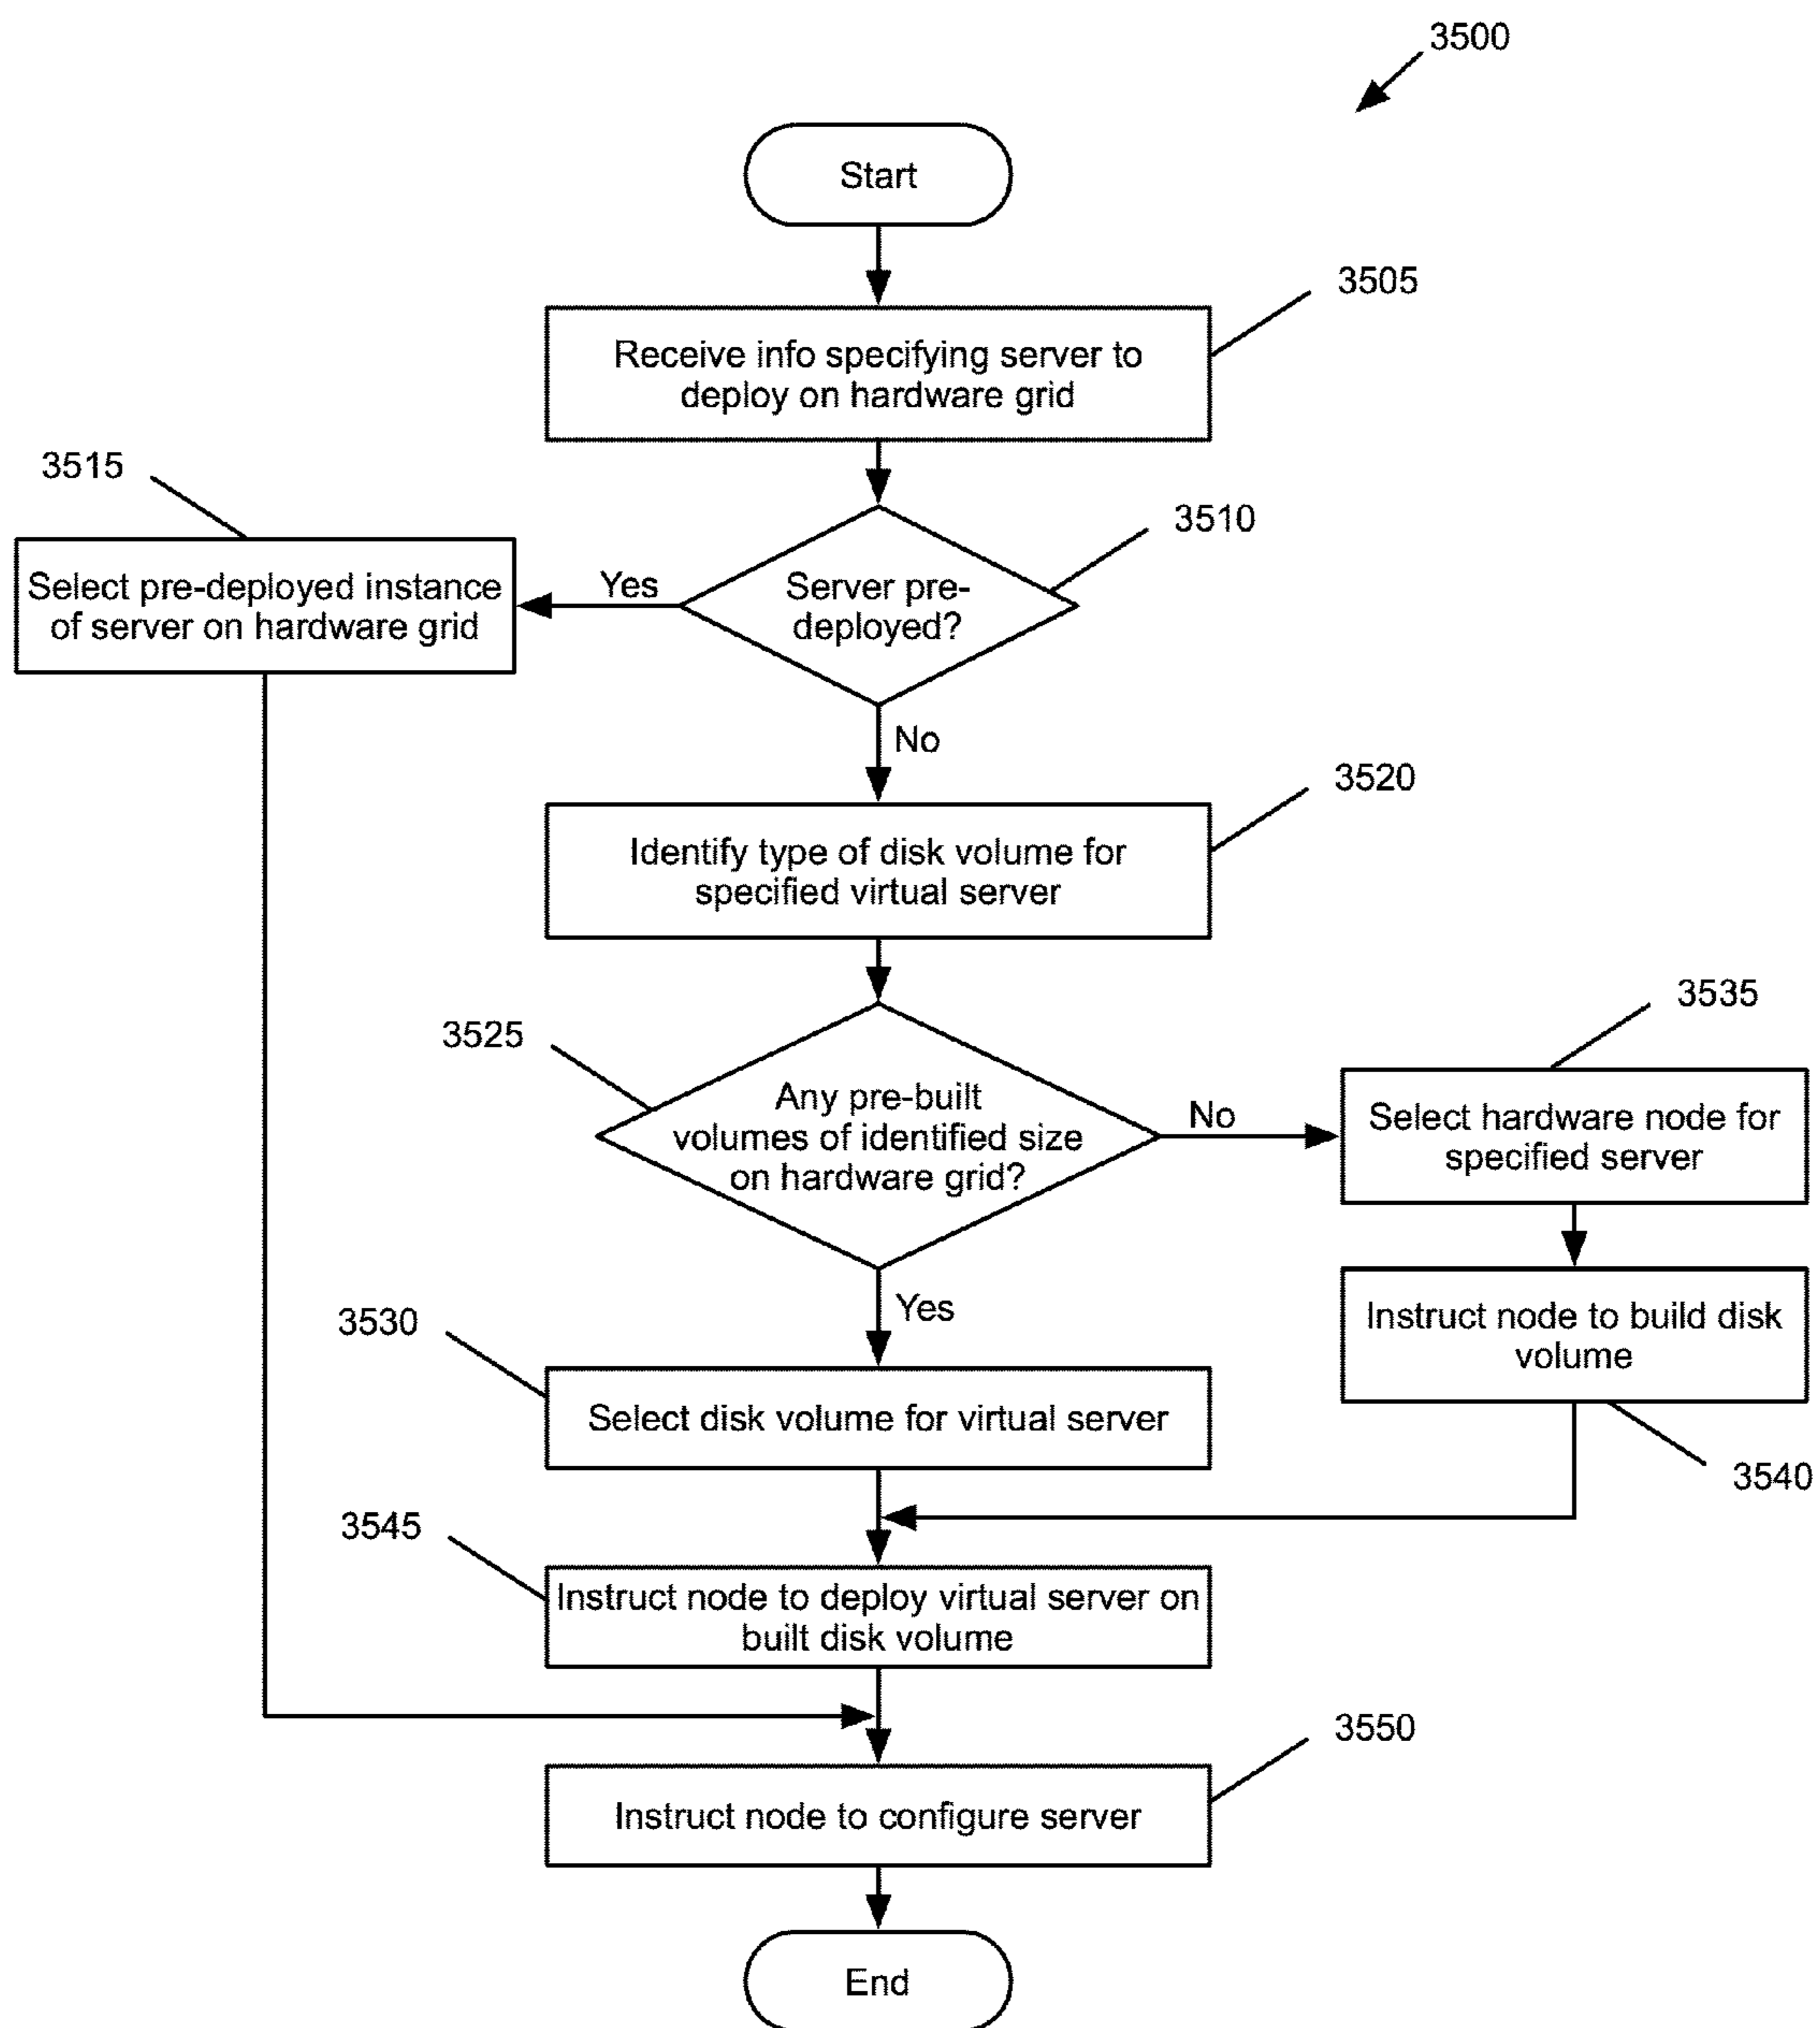 3500
Start
3505
Receive info specifying server to
deploy on hardware grid
3515
3510
Select pre-deployed instance
of server on hardware grid
Yes
Server pre-
deployed?
No
3520
Identify type of disk volume for
specified virtual server
3525
3535
Any pre-built
volumes of identified size
on hardware grid?
No
Select hardware node for
specified server
Yes
3530
Instruct node to build disk
volume
Select disk volume for virtual server
3540
3545
Instruct node to deploy virtual server on
built disk volume
3550
Instruct node to configure server
End